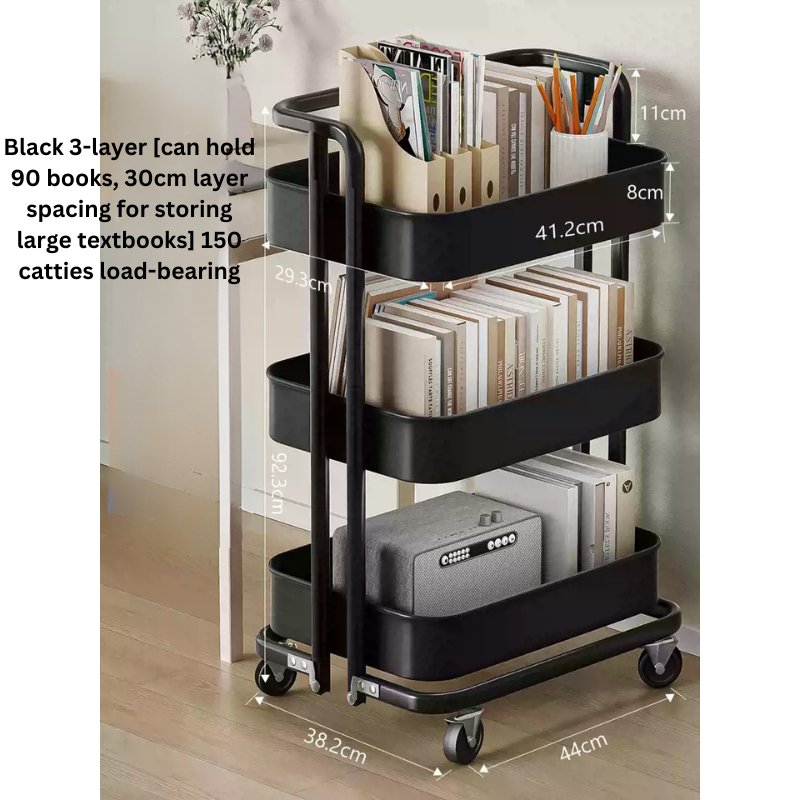 Black 3-layer [can hold
90 books, 30cm layer
spacing for storing
large textbooks] 150
catties load-bearing
11cm
8cm
41.2cm
29.3cm
92.3cm
38.2cm
44cm